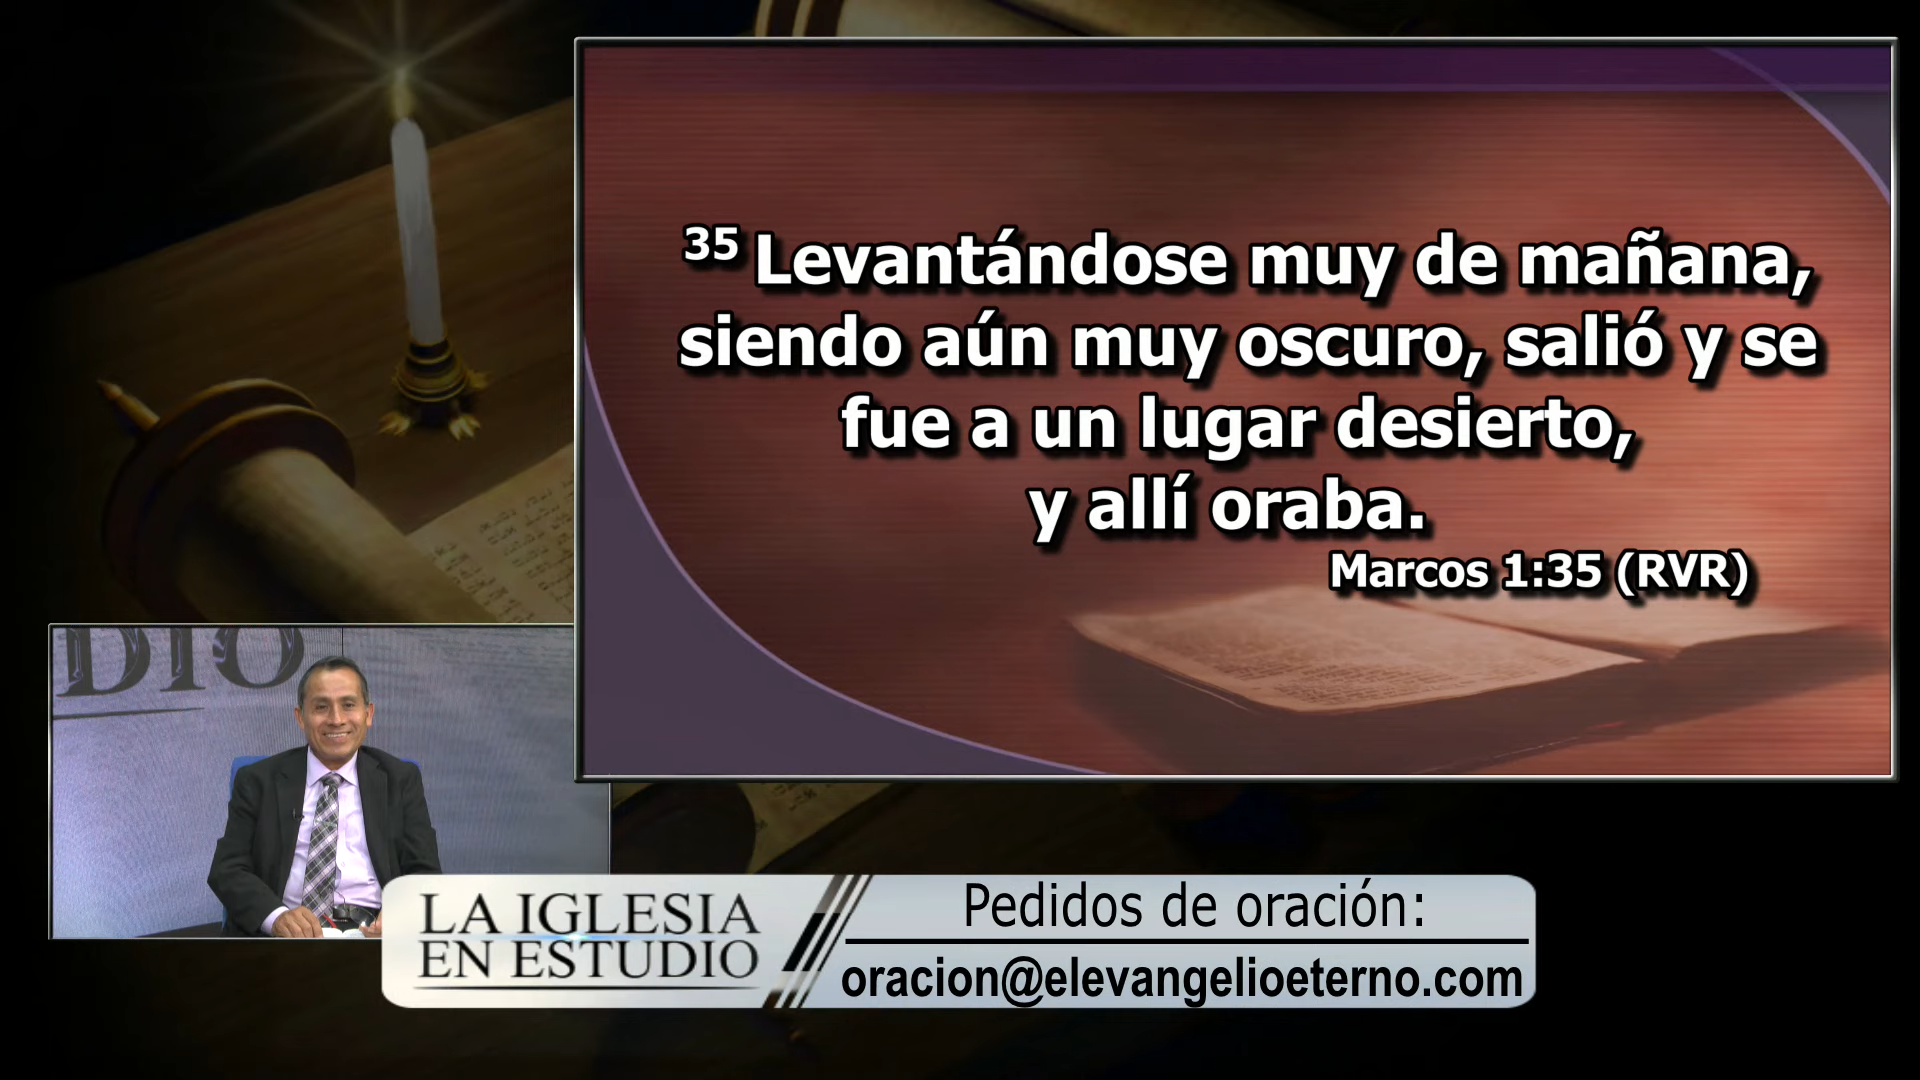 35 Levantándose muy de mañana,
siendo aún muy oscuro, salió y se
fue a un lugar desierto,
y allí oraba.
Marcos 1:35 (RVR)
DIO
LA IGLESIA
EN ESTUDIO
Pedidos de oración:
oracion@elevangelioeterno.com